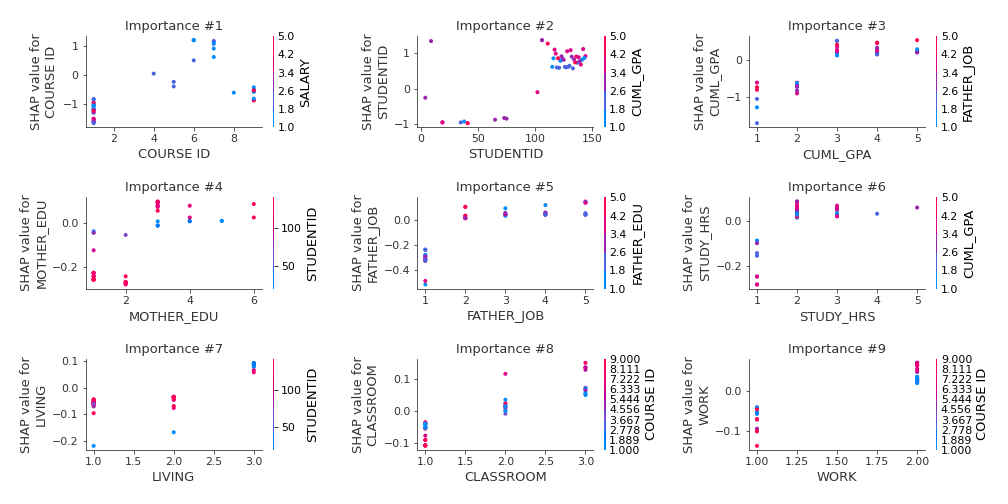 Importance #1
Importance #2
Importance #3
SHAP value for
COURSE ID
1
0
−1
2
4
6
8
COURSE ID
5.0
4.2
3.4
2.6
1.8
1.0
SALARY
SHAP value for
STUDENTID
1
0
−1
0
50
100
150
STUDENTID
5.0
4.2
3.4
2.6
1.8
1.0
CUML_GPA
SHAP value for
CUML_GPA
0
−1
1
2
3
4
5
CUML_GPA
5.0
4.2
3.4
2.6
1.8
1.0
FATHER_JOB
Importance #4
Importance #5
Importance #6
SHAP value for
MOTHER_EDU
0.0
−0.2
2
4
6
MOTHER_EDU
100
50
STUDENTID
SHAP value for
FATHER_JOB
0.0
−0.2
−0.4
1
2
3
4
5
FATHER_JOB
5.0
4.2
3.4
2.6
1.8
1.0
FATHER_EDU
SHAP value for
STUDY_HRS
0.0
−0.2
1
2
3
4
5
STUDY_HRS
5.0
4.2
3.4
2.6
1.8
1.0
CUML_GPA
Importance #7
Importance #8
Importance #9
SHAP value for
LIVING
0.1
0.0
−0.1
−0.2
1.0
1.5
2.0
2.5
3.0
LIVING
100
50
STUDENTID
SHAP value for
CLASSROOM
0.1
0.0
−0.1
1.0
1.5
2.0
2.5
3.0
CLASSROOM
9.000
8.111
7.222
6.333
5.444
4.556
3.667
2.778
1.889
1.000
COURSE ID
SHAP value for
WORK
0.0
−0.1
1.00
1.25
1.50
1.75
2.00
WORK
9.000
8.111
7.222
6.333
5.444
4.556
3.667
2.778
1.889
1.000
COURSE ID